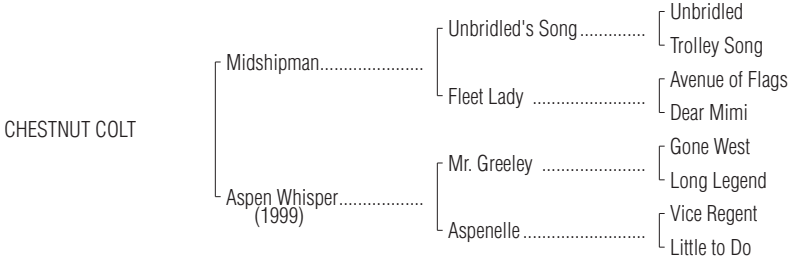 Unbridled
Unbridled's Song..............
Trolley Song
Midshipman......................
Avenue of Flags
Fleet Lady ........................
Dear Mimi
CHESTNUT COLT
Gone West
Mr. Greeley ......................
Long Legend
Aspen Whisper..................
(1999)
Vice Regent
Aspenelle..........................
Little to Do